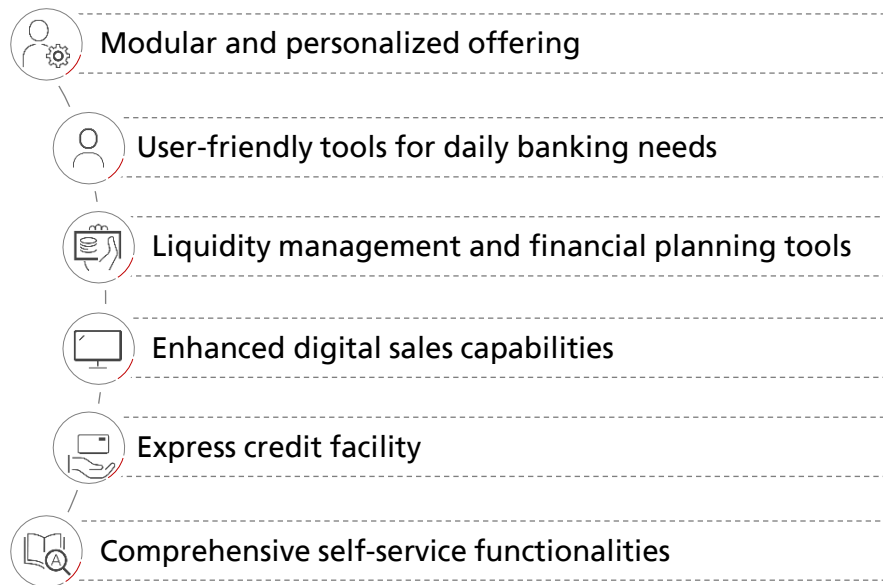 Modular and personalized offering
User-friendly tools for daily banking needs
Liquidity management and financial planning tools
Enhanced digital sales capabilities
Express credit facility
A
Comprehensive self-service functionalities